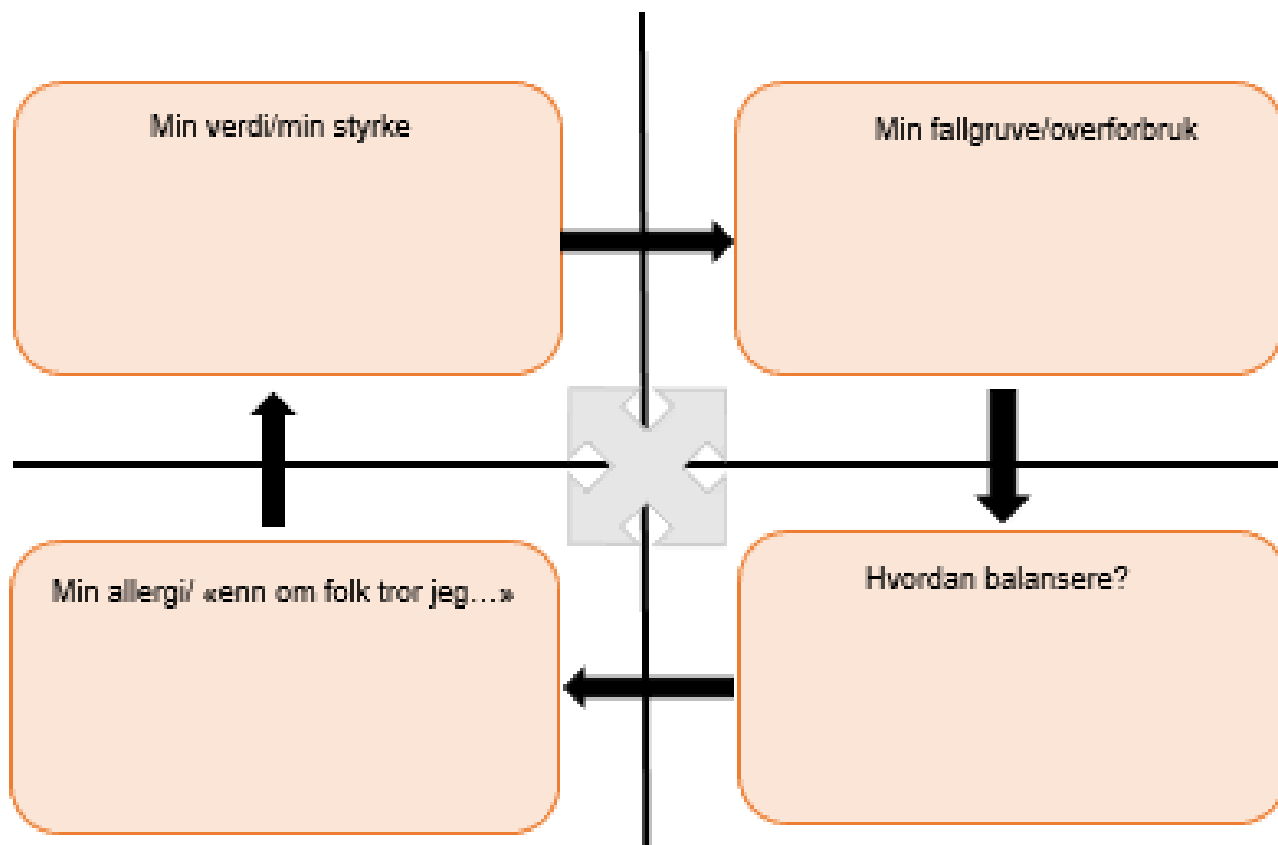 Min verdi/min styrke
Min fallgruve/overforbruk
Min allergi/ «enn om folk tror jeg...»
Hvordan balansere?